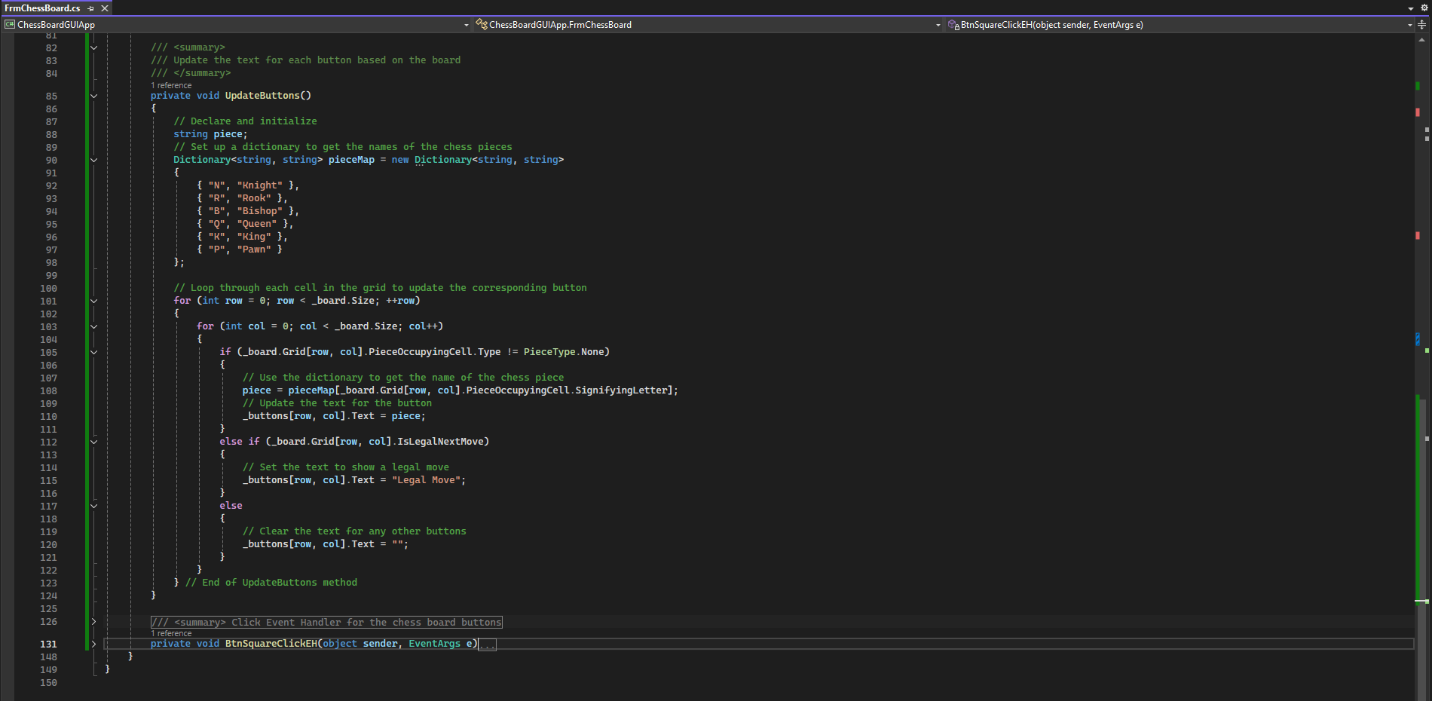 FrmChessBoard.cs
ChessBoardGUIApp ChessBoardGUIApp.FrmChessBoard BtnSquareClickEH(object sender, EventArgs e)
81
82 /// <summary>
83 /// Update the text for each button based on the board
84 /// </summary>
1 reference
85 private void UpdateButtons()
86 {
87 // Declare and initialize
88 string piece;
89 // Set up a dictionary to get the names of the chess pieces
90 Dictionary<string, string> pieceMap = new Dictionary<string, string>
91 {
92 { "N", "Knight" },
93 { "R", "Rook" },
94 { "B", "Bishop" },
95 { "Q", "Queen" },
96 { "K", "King" },
97 { "P", "Pawn" }
98 };
99
100 // Loop through each cell in the grid to update the corresponding button
101 for (int row = 0; row < _board.Size; ++row)
102 {
103 for (int col = 0; col < _board.Size; col++)
104 {
105 if (_board.Grid[row, col].PieceOccupyingCell.Type != PieceType.None)
106 {
107 // Use the dictionary to get the name of the chess piece
108 piece = pieceMap[_board.Grid[row, col].PieceOccupyingCell.SignifyingLetter];
109 // Update the text for the button
110 _buttons[row, col].Text = piece;
111 }
112 else if (_board.Grid[row, col].IsLegalNextMove)
113 {
114 // Set the text to show a legal move
115 _buttons[row, col].Text = "Legal Move";
116 }
117 else
118 {
119 // Clear the text for any other buttons
120 _buttons[row, col].Text = "";
121 }
122 }
123 } // End of UpdateButtons method
124 }
125
126 /// <summary> Click Event Handler for the chess board buttons
1 reference
131 private void BtnSquareClickEH(object sender, EventArgs e)...
148 }
149 }
150